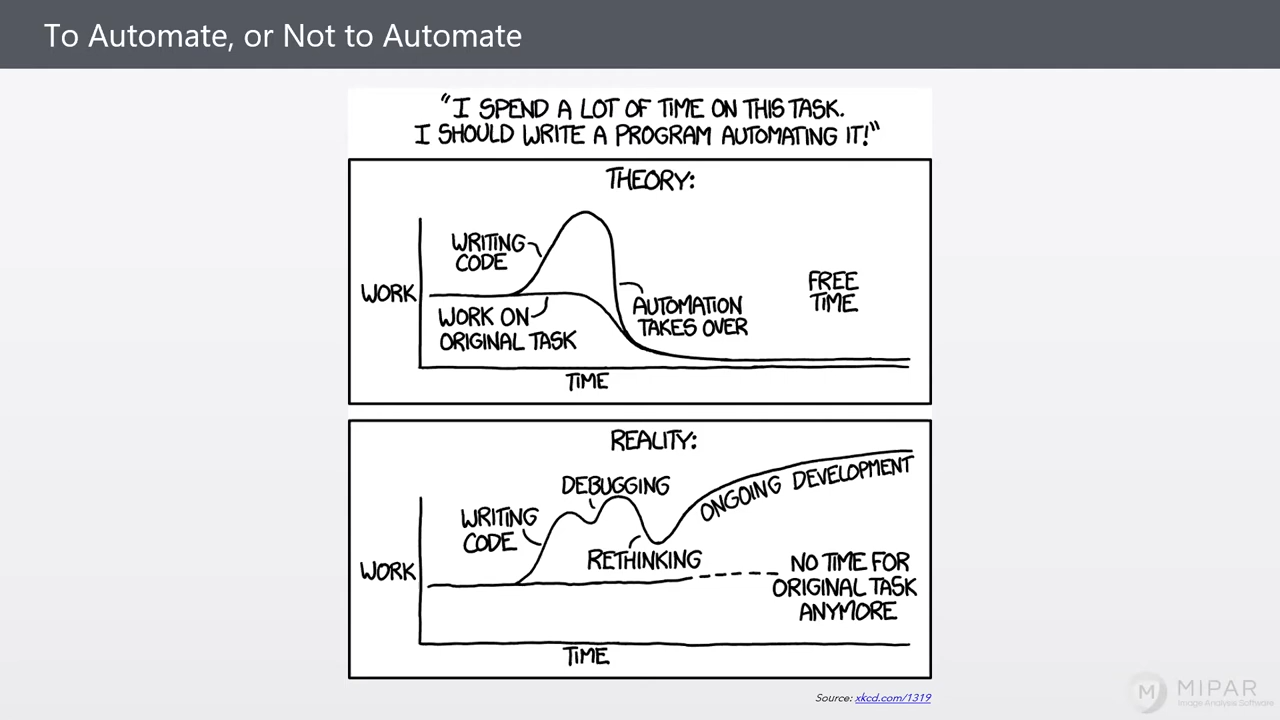 To Automate, or Not to Automate
"I SPEND A LOT OF TIME ON THIS TASK.
I SHOULD WRITE A PROGRAM AUTOMATING IT!"
THEORY:
WRITING
CODE
WORK
WORK ON
ORIGINAL TASK
AUTOMATION
TAKES OVER
FREE
TIME
TIME
REALITY:
WRITING
CODE
DEBUGGING
RETHINKING
ONGOING DEVELOPMENT
WORK
NO TIME FOR
ORIGINAL TASK
ANYMORE
TIME
Source: xkcd.com/1319
M
MIPAR
Image Analysis Software